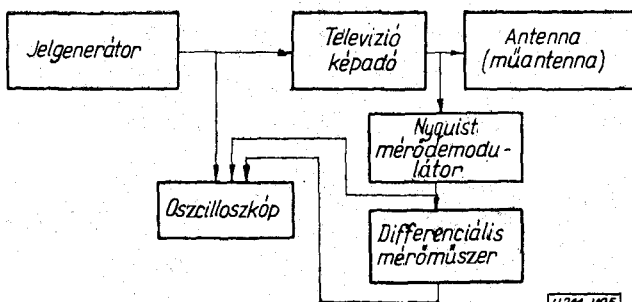 Jelgenerátor
Televízió
képadó
Antenna
(műantenna)
Nyquist
mérődemodu-
látor
Oszcilloszkóp
Differenciális
mérőműszer